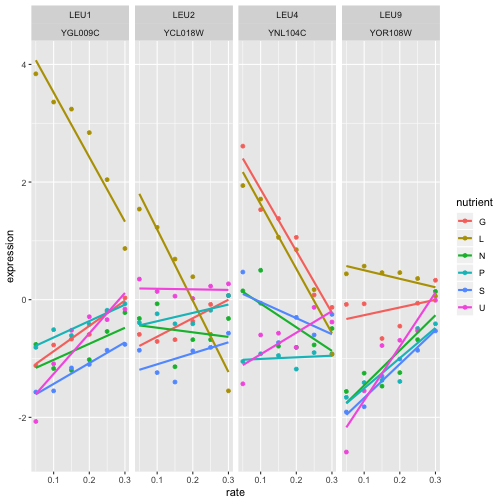 LEU1 LEU2 LEU4 LEU9
YGL009C YCL018W YNL104C YOR108W
4
2
0
-2
expression
0.1 0.2 0.3 0.1 0.2 0.3 0.1 0.2 0.3 0.1 0.2 0.3
rate
nutrient
G
L
N
P
S
U